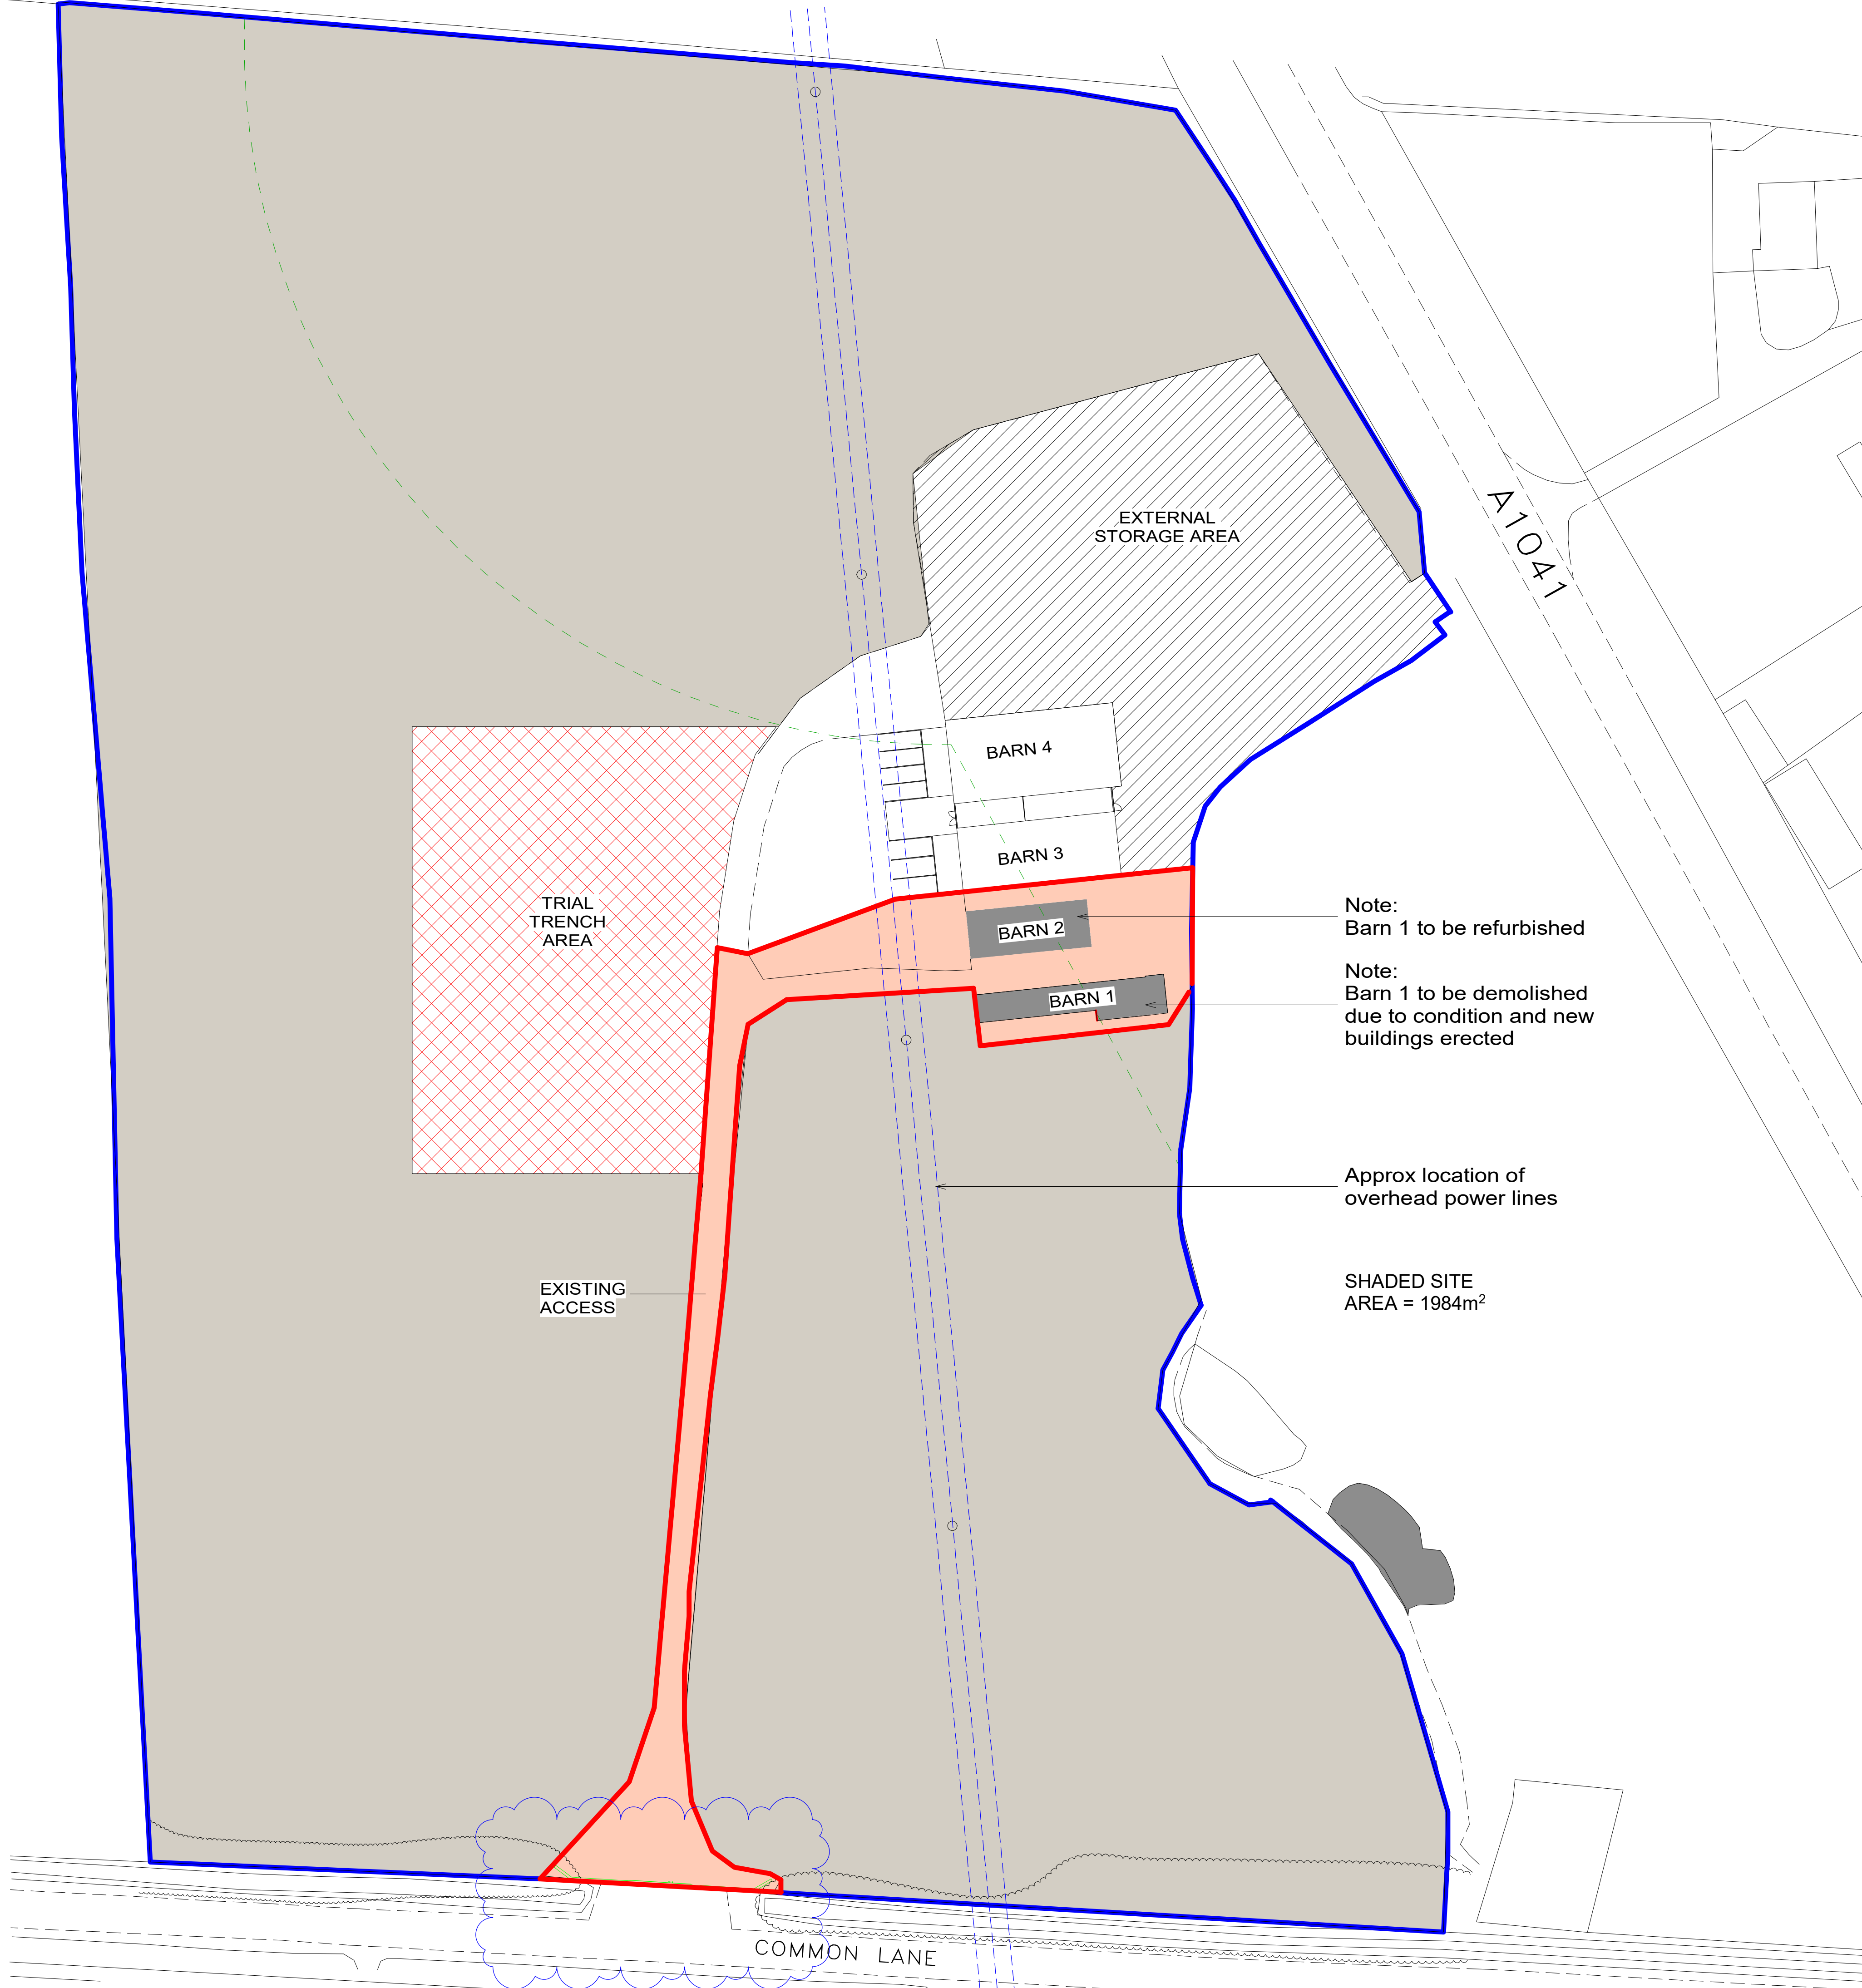 EXTERNAL
STORAGE AREA
A1041
BARN 4
BARN 3
TRIAL
TRENCH
AREA
BARN 2
Note:
Barn 1 to be refurbished
BARN 1
Note:
Barn 1 to be demolished
due to condition and new
buildings erected
Approx location of
overhead power lines
EXISTING
ACCESS
SHADED SITE
AREA = 1984m²
COMMON LANE